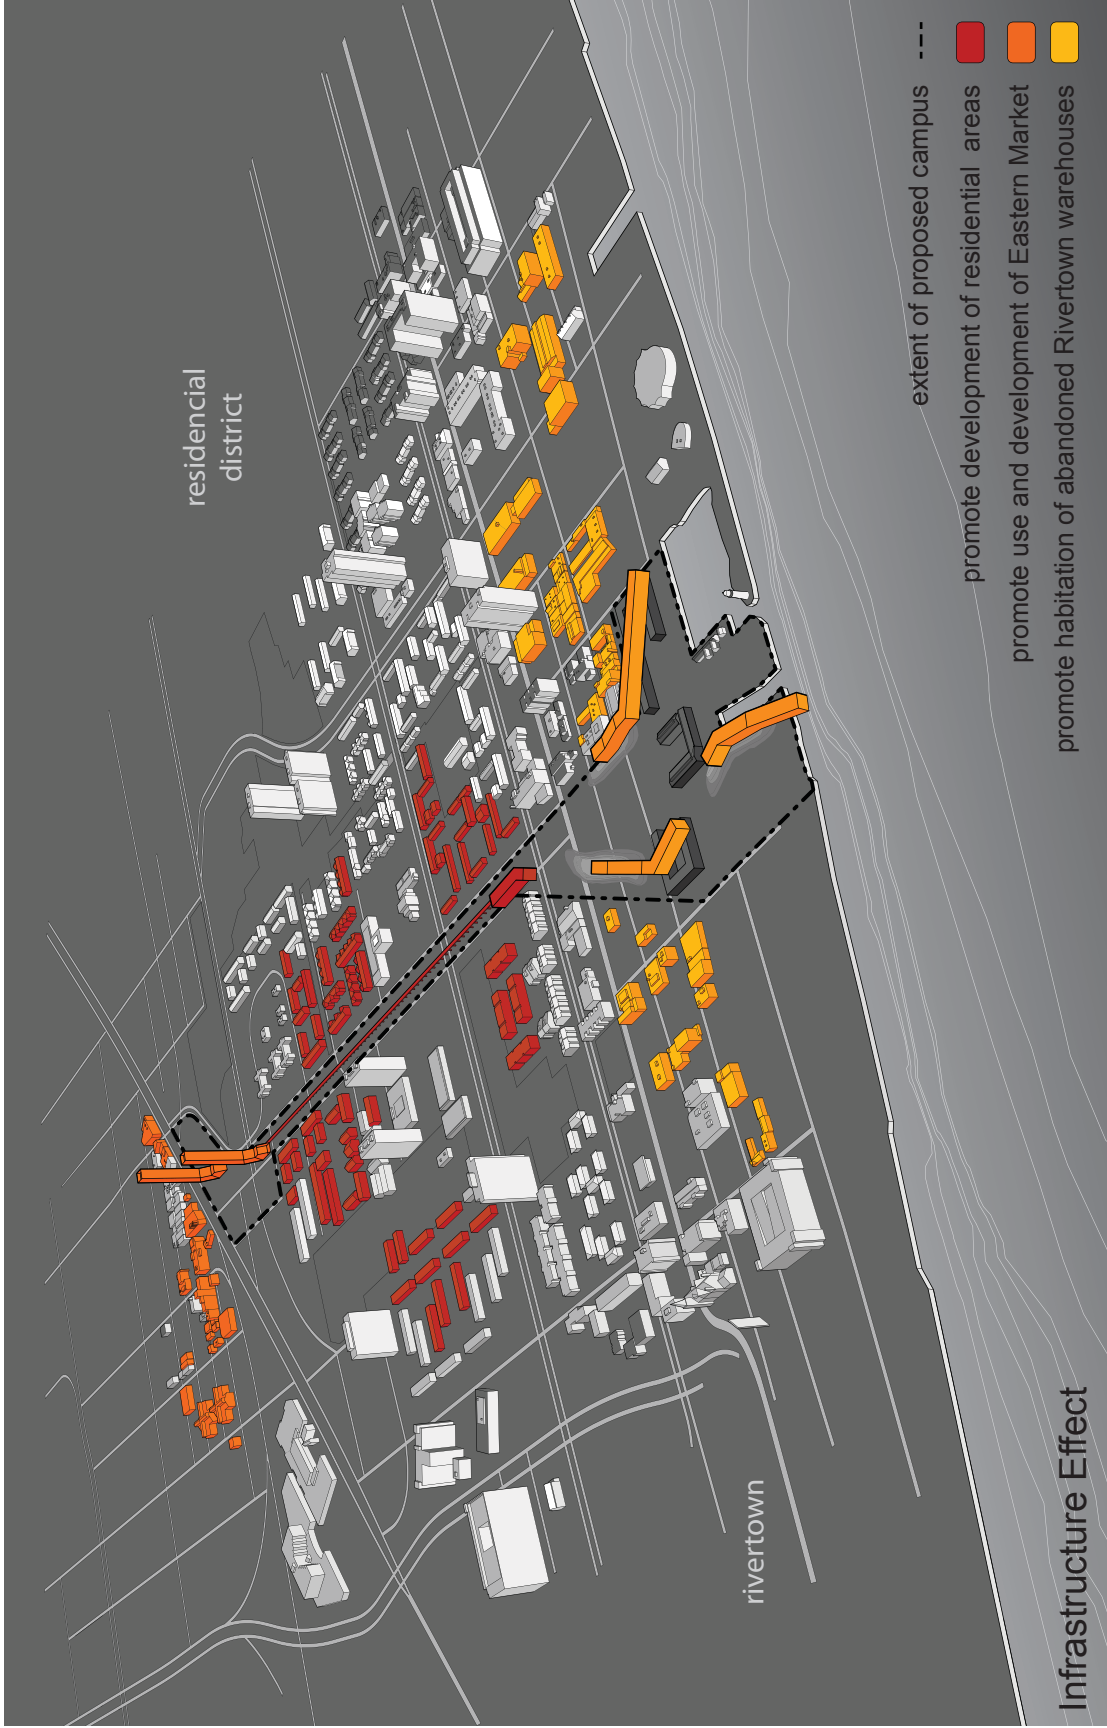 residencial
district
extent of proposed campus
promote development of residential areas
promote use and development of Eastern Market
promote habitation of abandoned Rivertown warehouses
rivertown
Infrastructure Effect